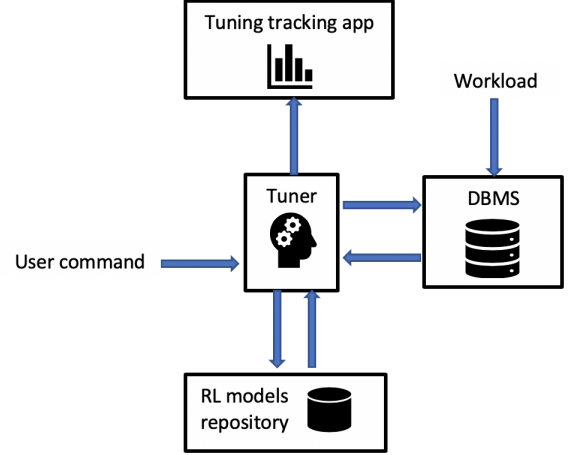 Tuning tracking app
Workload
Tuner
DBMS
User command
RL models
repository